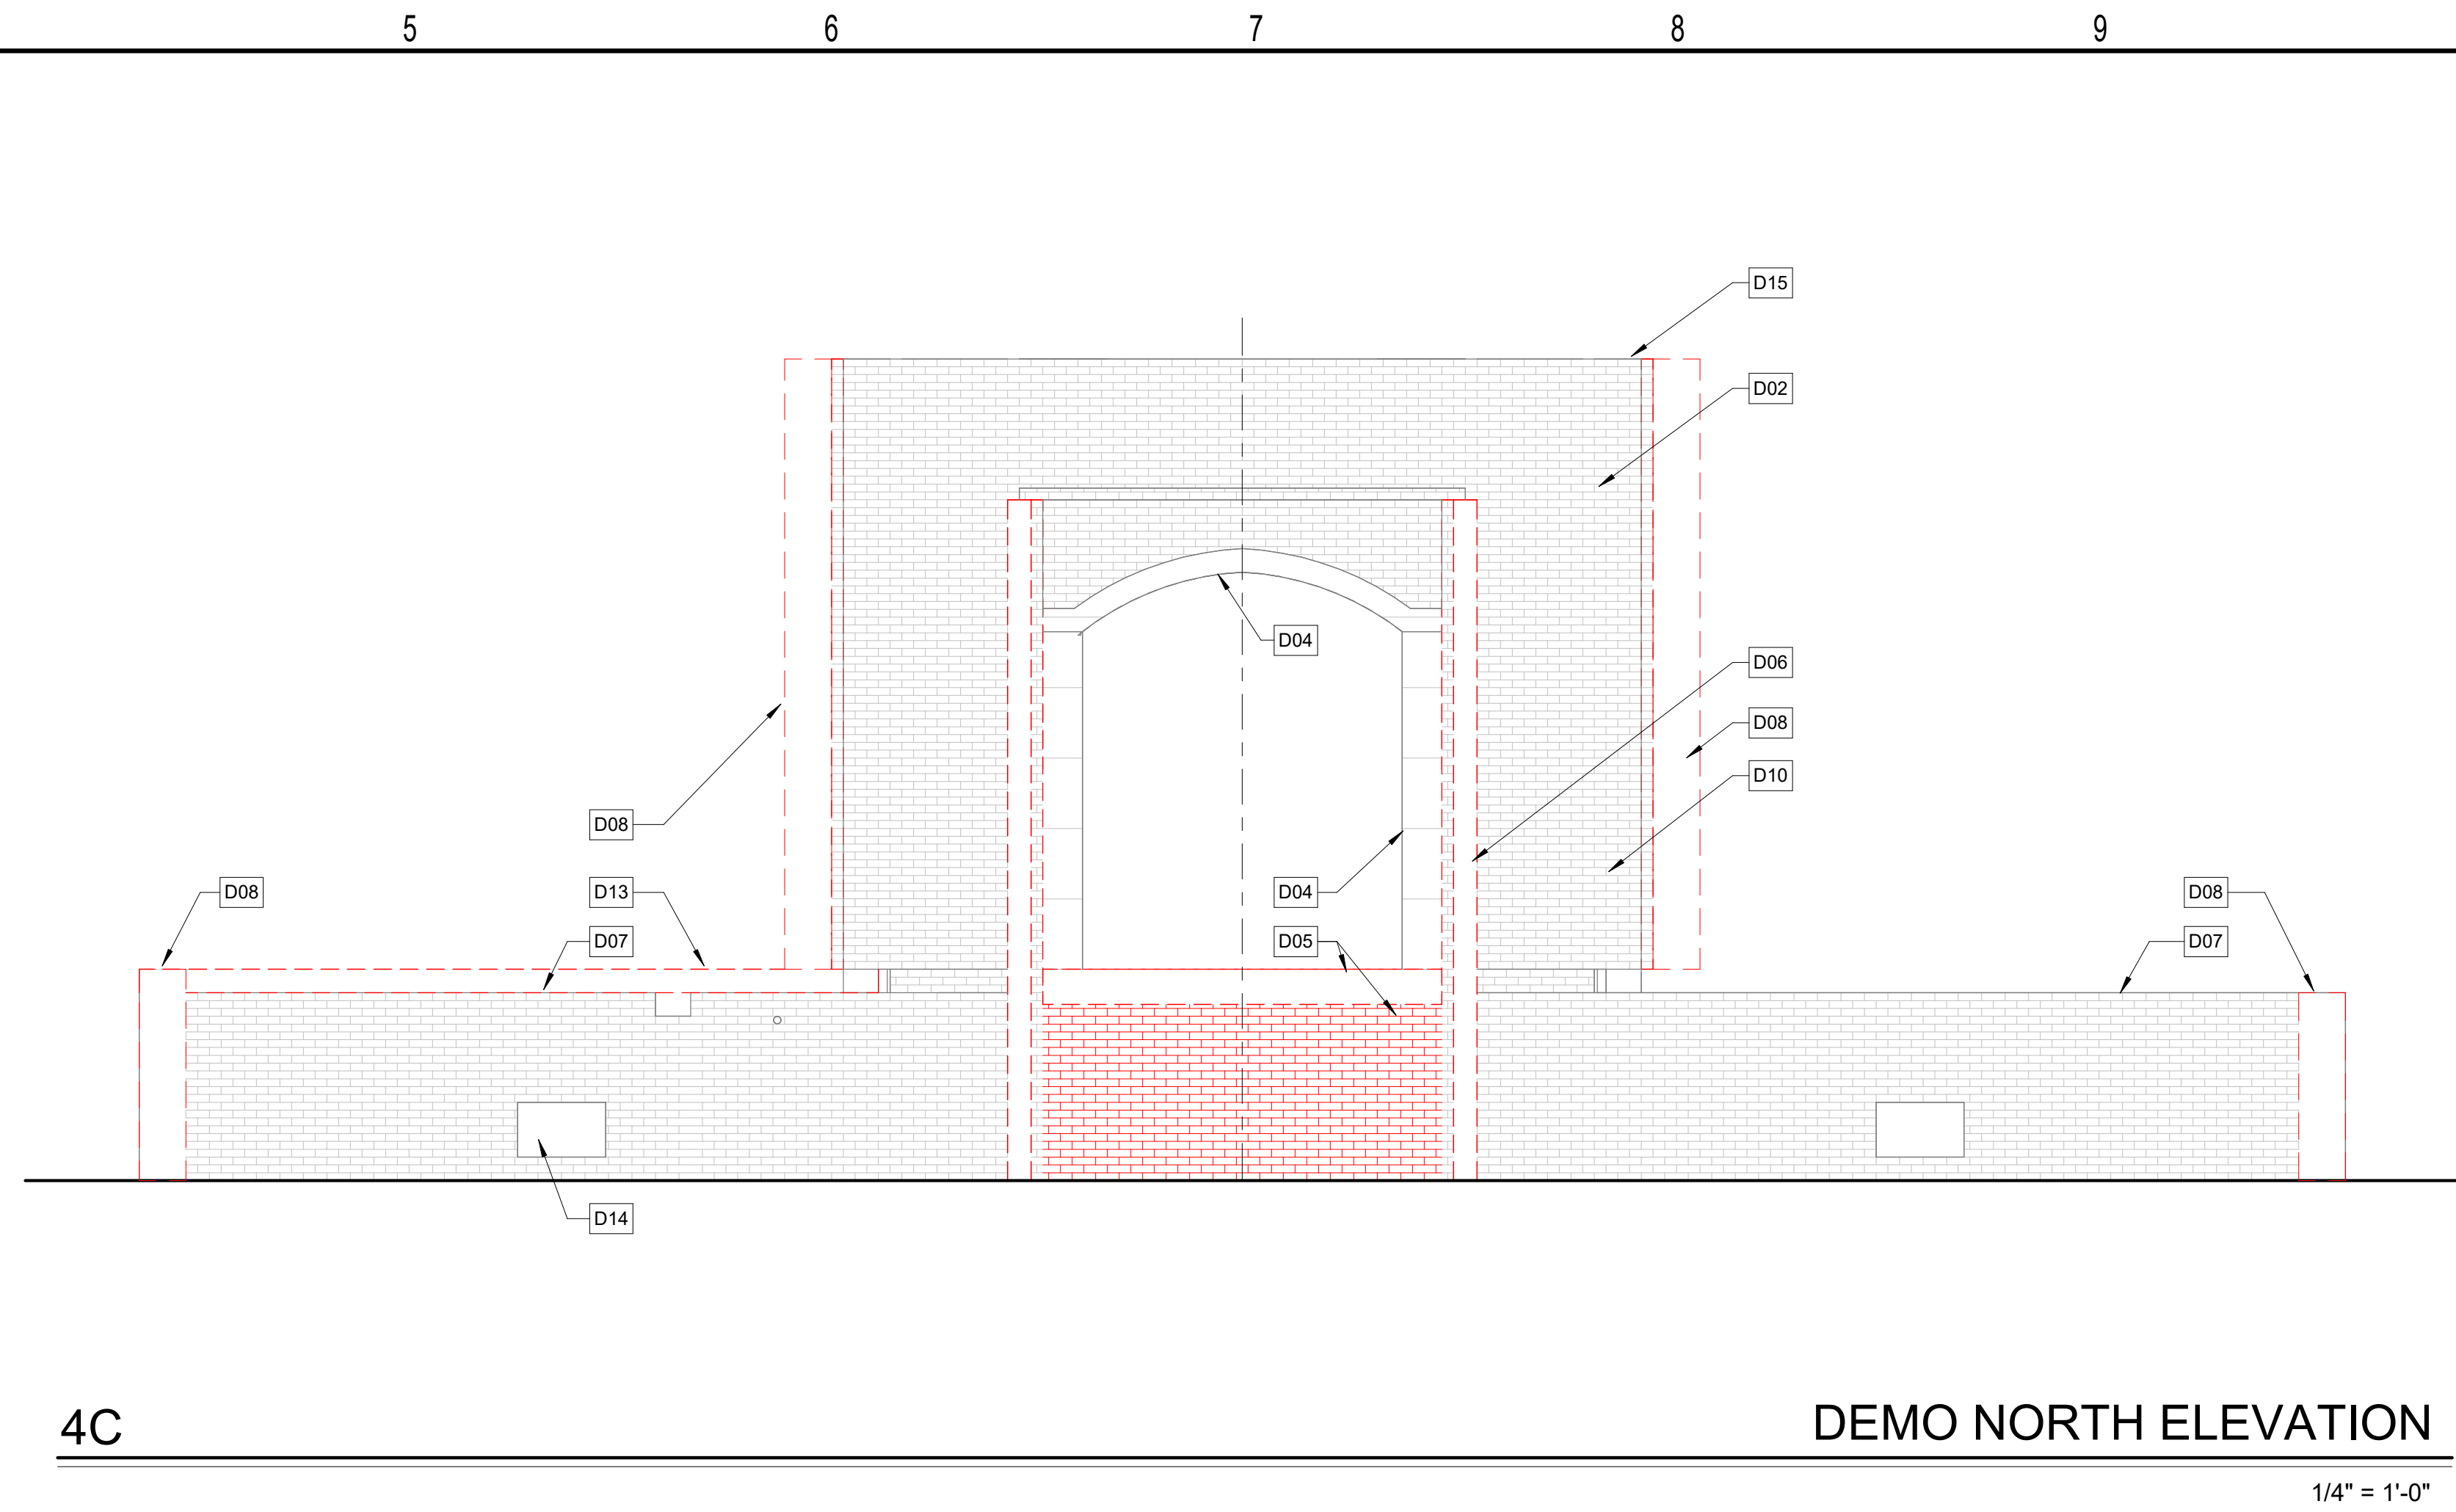 5 6 7 8 9
D15
D02
D04
D06
D08
D10
D08
D08
D13
D04
D08
D07
D05
D07
D14
4C
DEMO NORTH ELEVATION
1/4" = 1'-0"